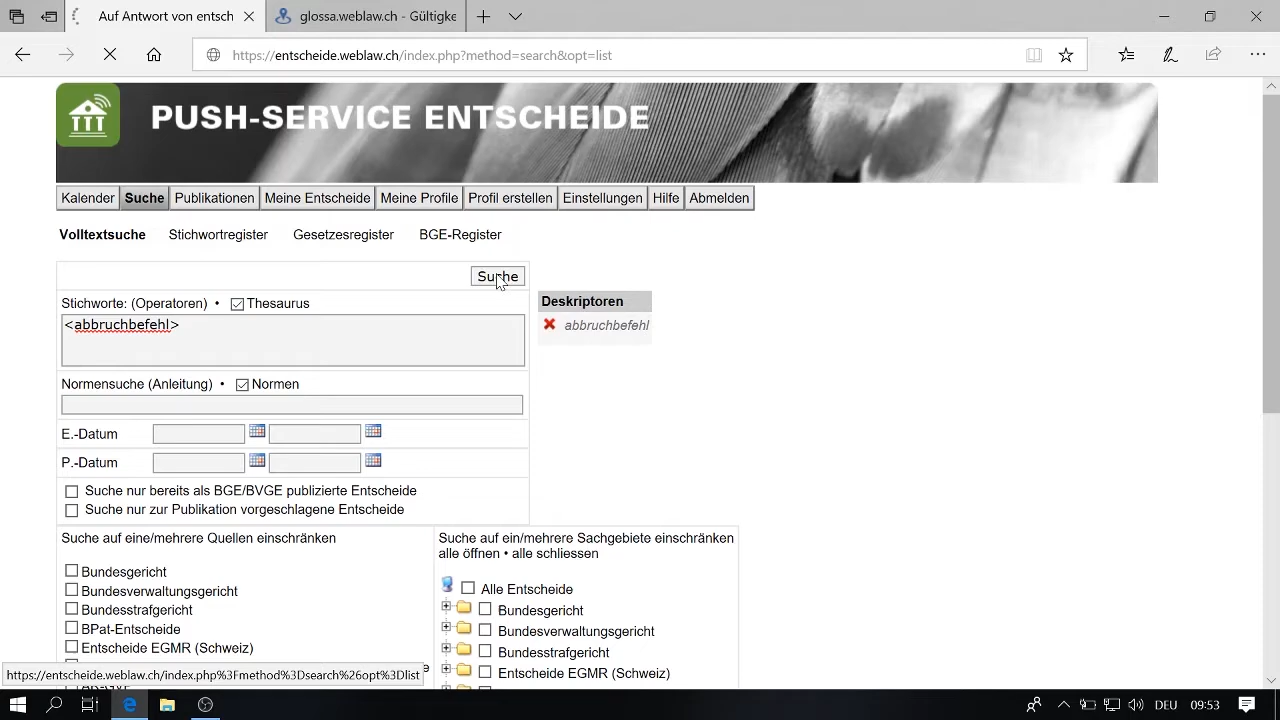 Auf Antwort von entsch
glossa.weblaw.ch - Gültigke
https://entscheide.weblaw.ch/index.php?method=search&opt=list
PUSH-SERVICE ENTSCHEIDE
Kalender Suche Publikationen Meine Entscheide Meine Profile Profil erstellen Einstellungen Hilfe Abmelden
Volltextsuche Stichwortregister Gesetzesregister BGE-Register
Suche
Stichworte: (Operatoren) • Thesaurus
<abbruchbefehl>
Deskriptoren
abbruchbefehl
Normensuche (Anleitung) • Normen
E.-Datum
P.-Datum
Suche nur bereits als BGE/BVGE publizierte Entscheide
Suche nur zur Publikation vorgeschlagene Entscheide
Suche auf eine/mehrere Quellen einschränken
Bundesgericht
Bundesverwaltungsgericht
Bundesstrafgericht
BPat-Entscheide
Entscheide EGMR (Schweiz)
Suche auf ein/mehrere Sachgebiete einschränken
alle öffnen • alle schliessen
Alle Entscheide
Bundesgericht
Bundesverwaltungsgericht
Bundesstrafgericht
Entscheide EGMR (Schweiz)
https://entscheide.weblaw.ch/index.php%3Fmethod%3Dsearch%26opt%3Dlist
DEU 09:53